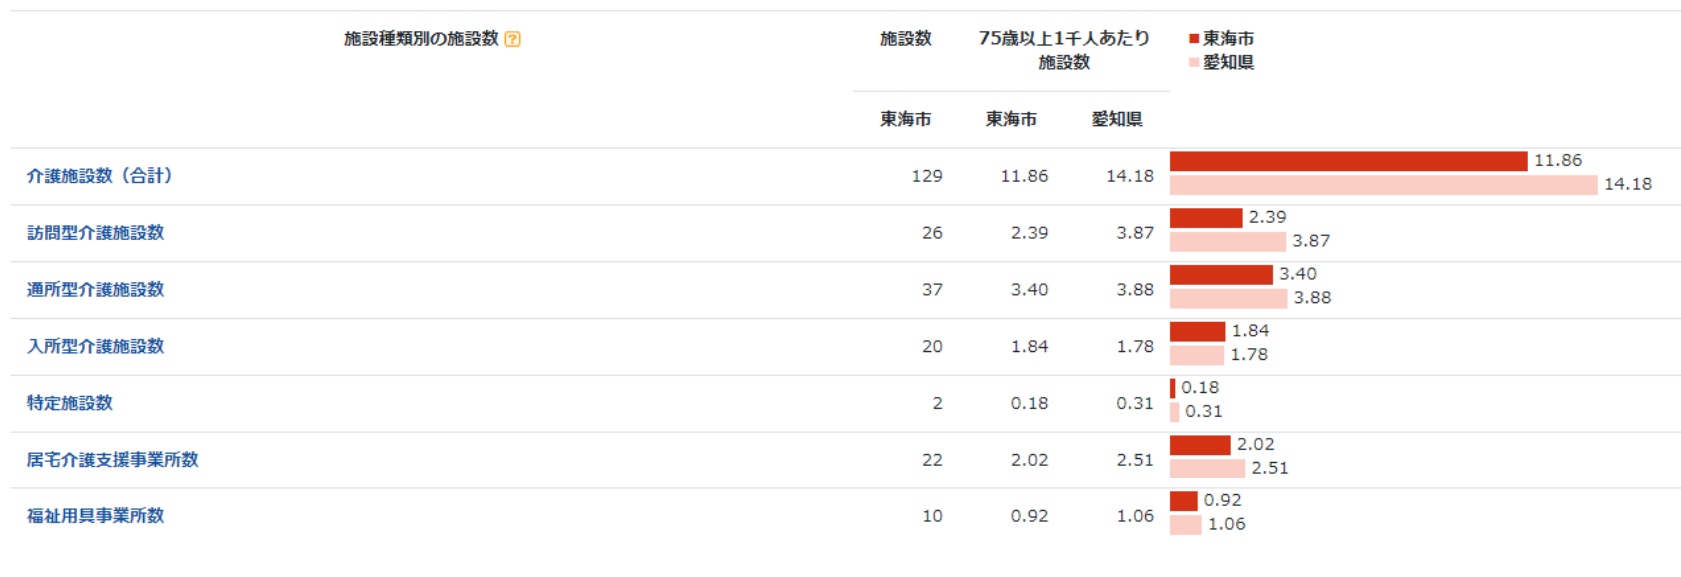 施設種類別の施設数 ?
施設数 75歳以上1千人あたり
施設数
■東海市
■愛知県
東海市 東海市 愛知県
介護施設数（合計） 129 11.86 14.18 11.86
14.18
訪問型介護施設数 26 2.39 3.87 2.39
3.87
通所型介護施設数 37 3.40 3.88 3.40
3.88
入所型介護施設数 20 1.84 1.78 1.84
1.78
特定施設数 2 0.18 0.31 0.18
0.31
居宅介護支援事業所数 22 2.02 2.51 2.02
2.51
福祉用具事業所数 10 0.92 1.06 0.92
1.06